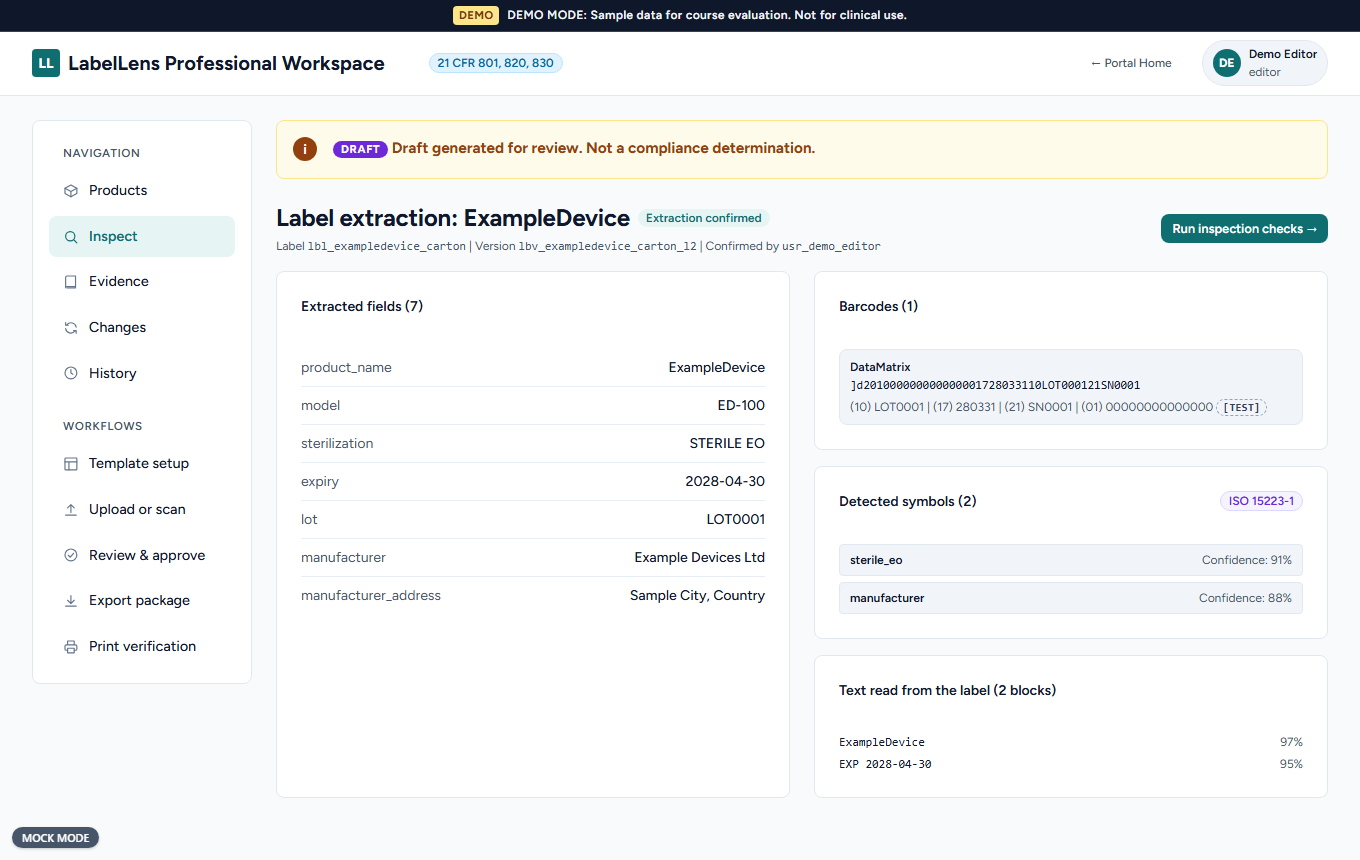 DEMO DEMO MODE: Sample data for course evaluation. Not for clinical use.
LL LabelLens Professional Workspace
21 CFR 801, 820, 830
← Portal Home
DE Demo Editor
editor
NAVIGATION
Products
Inspect
Evidence
Changes
History
WORKFLOWS
Template setup
Upload or scan
Review & approve
Export package
Print verification
i DRAFT Draft generated for review. Not a compliance determination.
Label extraction: ExampleDevice Extraction confirmed
Label lbl_exampledevice_carton | Version lbv_exampledevice_carton_12 | Confirmed by usr_demo_editor
Run inspection checks →
Extracted fields (7)
product_name ExampleDevice
model ED-100
sterilization STERILE EO
expiry 2028-04-30
lot LOT0001
manufacturer Example Devices Ltd
manufacturer_address Sample City, Country
Barcodes (1)
DataMatrix
]d201000000000000001728033110LOT000121SN0001
(10) LOT0001 | (17) 280331 | (21) SN0001 | (01) 00000000000000 [TEST]
Detected symbols (2) ISO 15223-1
sterile_eo Confidence: 91%
manufacturer Confidence: 88%
Text read from the label (2 blocks)
ExampleDevice 97%
EXP 2028-04-30 95%
MOCK MODE